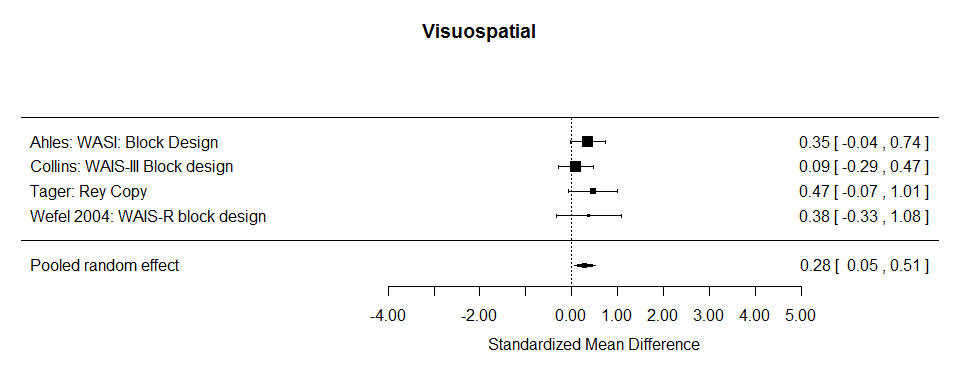 Visuospatial
Ahles: WASI: Block Design 0.35 [ -0.04 , 0.74 ]
Collins: WAIS-III Block design 0.09 [ -0.29 , 0.47 ]
Tager: Rey Copy 0.47 [ -0.07 , 1.01 ]
Wefel 2004: WAIS-R block design 0.38 [ -0.33 , 1.08 ]
Pooled random effect 0.28 [ 0.05 , 0.51 ]
-4.00 -2.00 0.00 1.00 2.00 3.00 4.00 5.00
Standardized Mean Difference